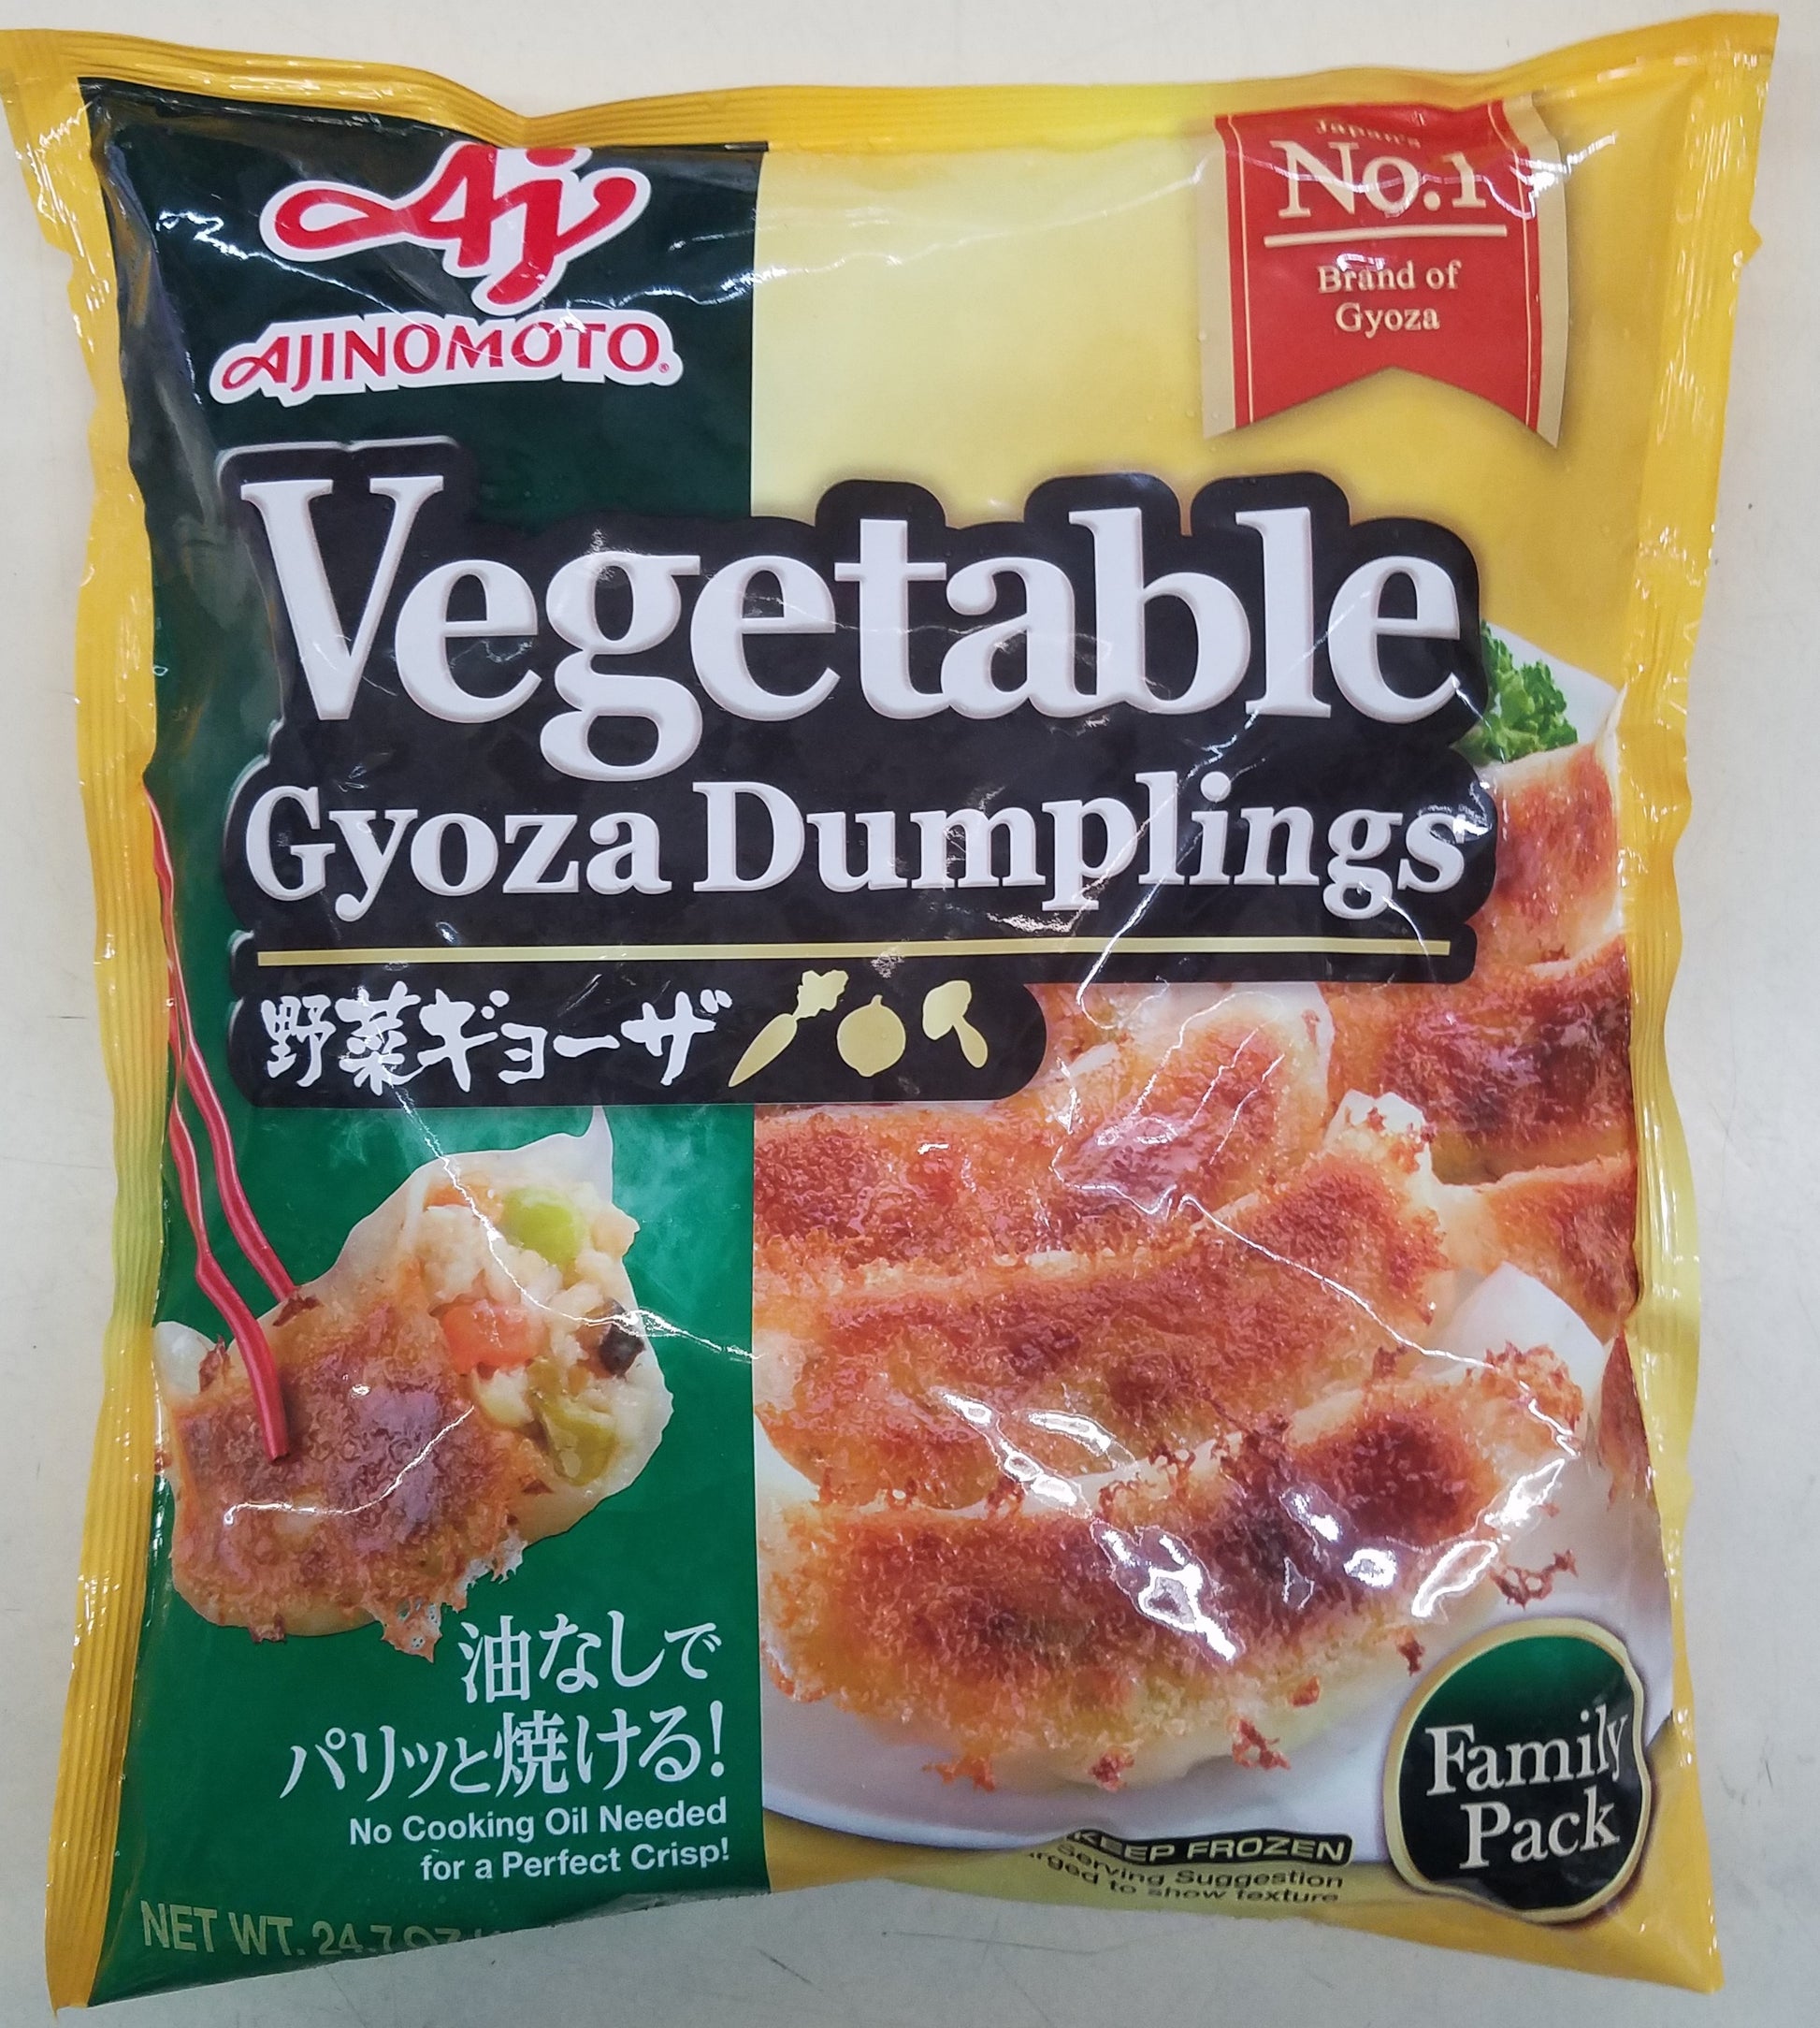 Aj
AJINOMOTO®
Japan's
No.1
Brand of
Gyoza
Vegetable
Gyoza Dumplings
野菜ギョーザ
油なしで
パリッと焼ける!
No Cooking Oil Needed
for a Perfect Crisp!
NET WT. 24.7 OZ
KEEP FROZEN
Serving Suggestion
to show texture
Family
Pack